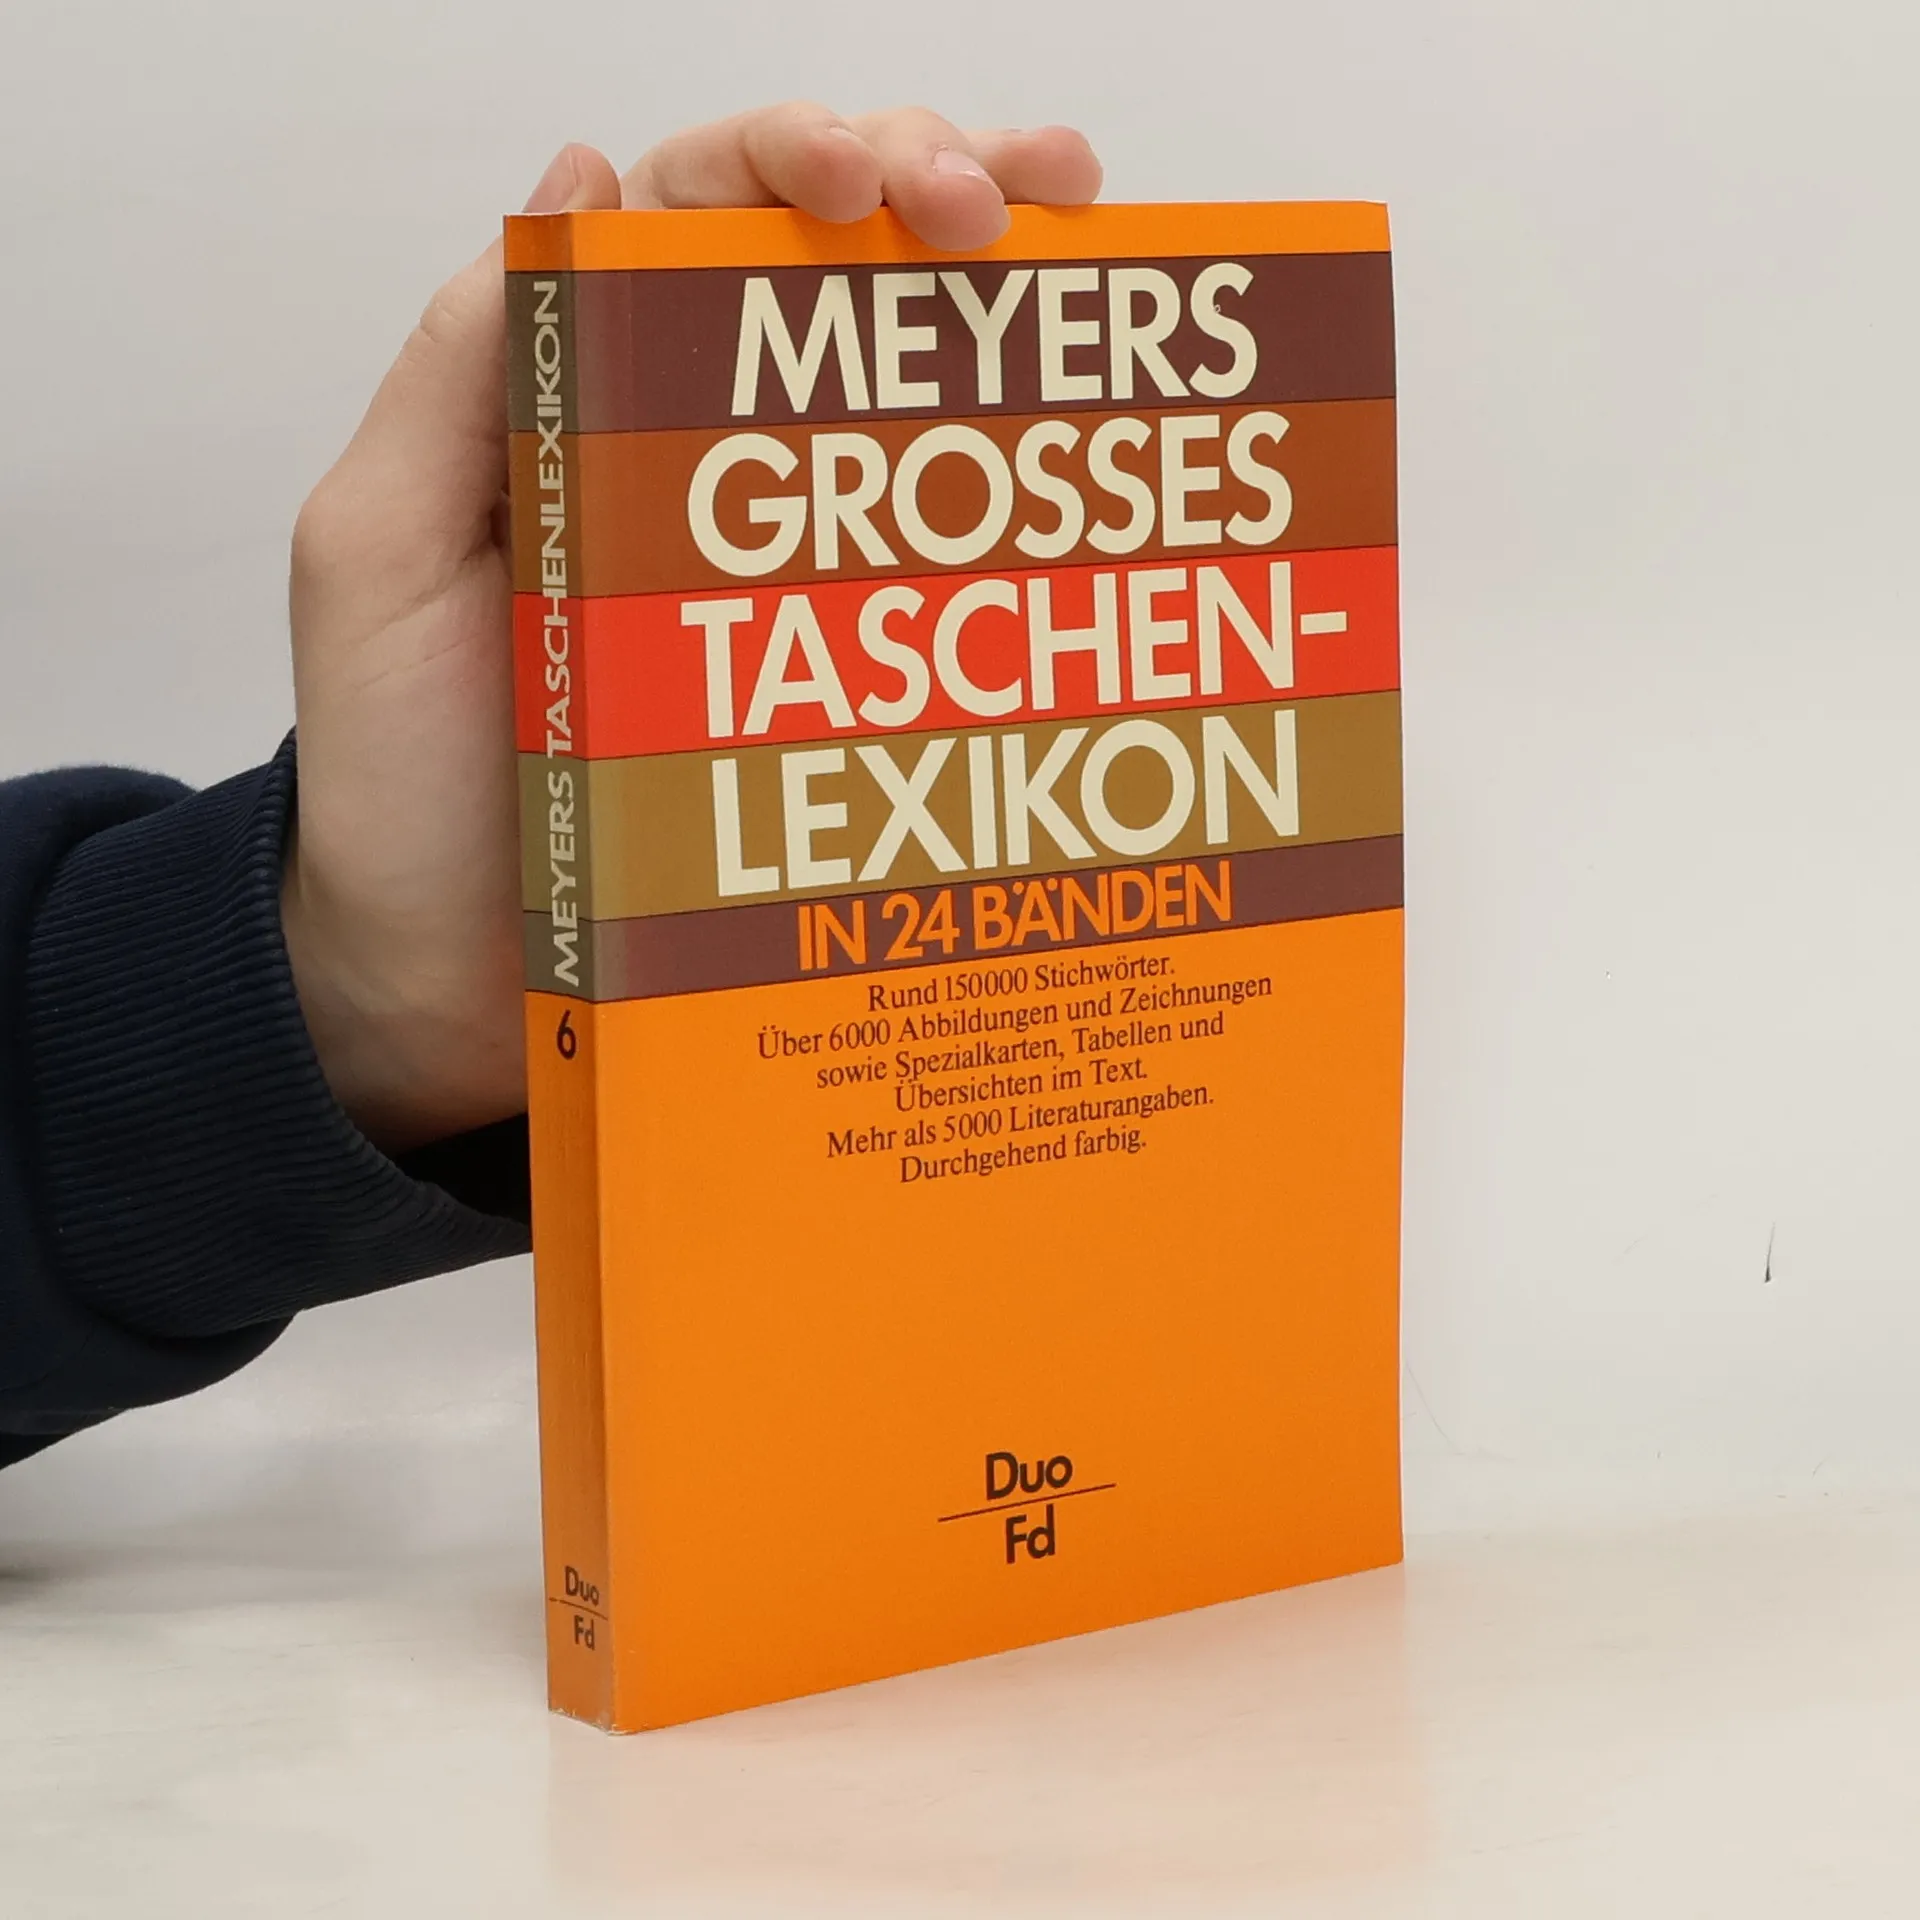 MEYERS
GROSSES
TASCHEN-
LEXIKON
IN 24 BÄNDEN
Rund 150000 Stichwörter.
Über 6000 Abbildungen und Zeichnungen
sowie Spezialkarten, Tabellen und
Übersichten im Text.
Mehr als 5000 Literaturangaben.
Durchgehend farbig.
Duo
Fd
MEYERS TASCHENLEXIKON
6
Duo
Fd